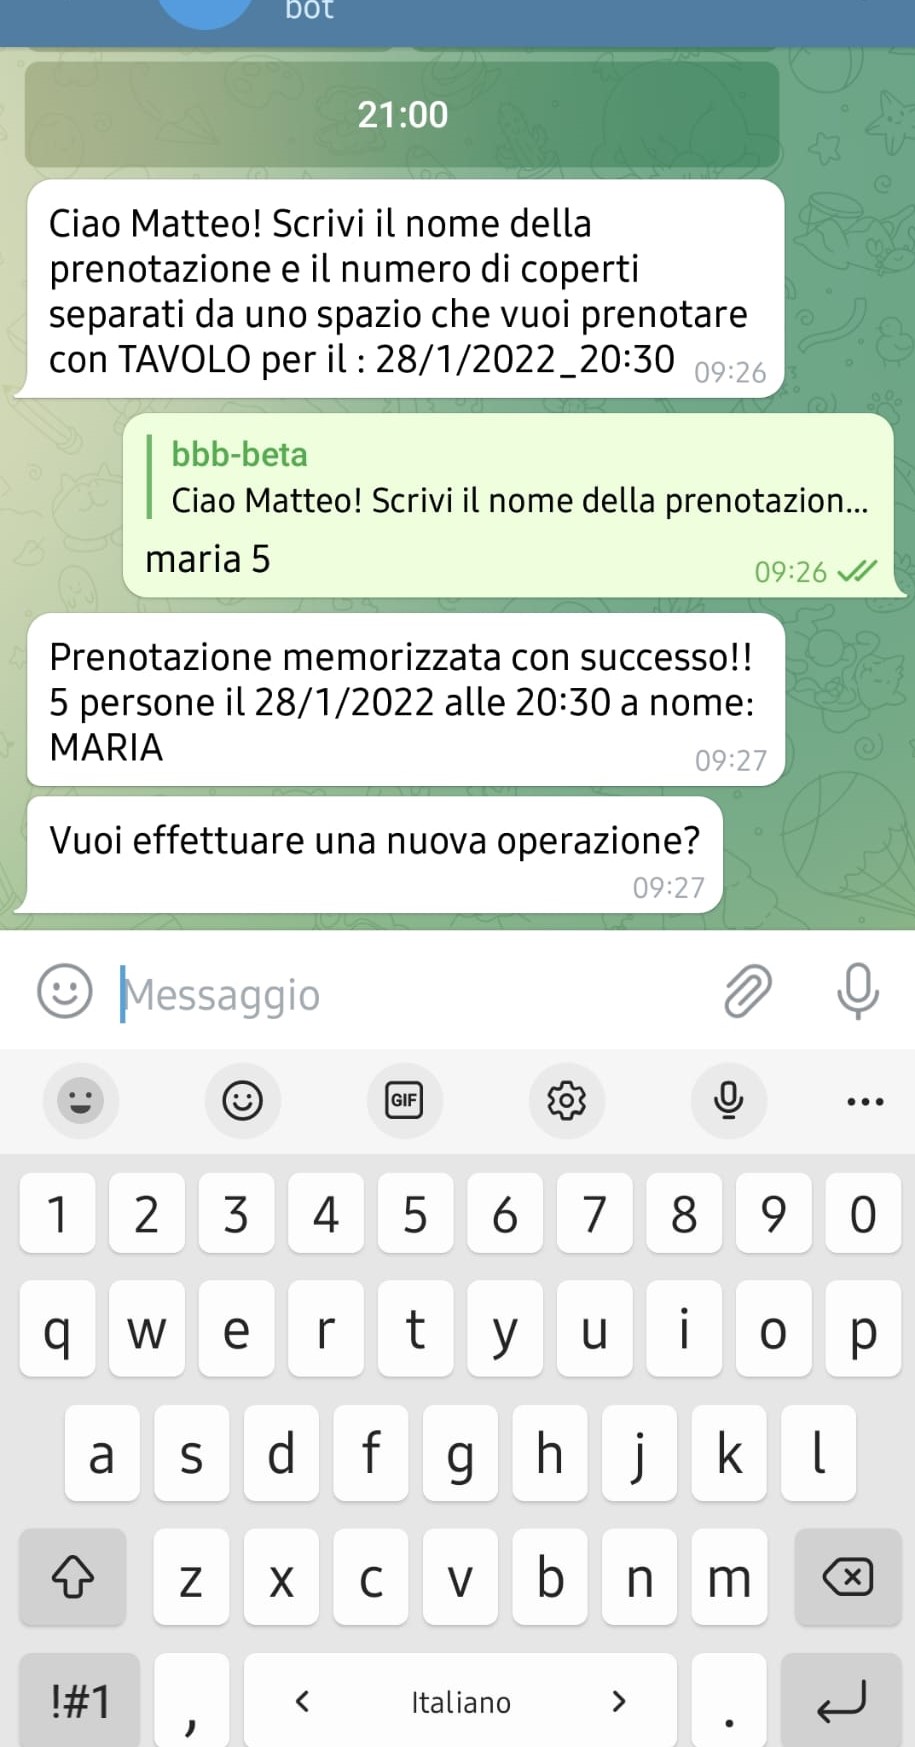 bot
21:00
Ciao Matteo! Scrivi il nome della
prenotazione e il numero di coperti
separati da uno spazio che vuoi prenotare
con TAVOLO per il : 28/1/2022_20:30 09:26
bbb-beta
Ciao Matteo! Scrivi il nome della prenotazion...
maria 5
09:26
Prenotazione memorizzata con successo!!
5 persone il 28/1/2022 alle 20:30 a nome:
MARIA
09:27
Vuoi effettuare una nuova operazione?
09:27
Messaggio
GIF
1 2 3 4 5 6 7 8 9 0
q w e r t y u i o p
a s d f g h j k l
z x c v b n m
!#1 , < Italiano > .